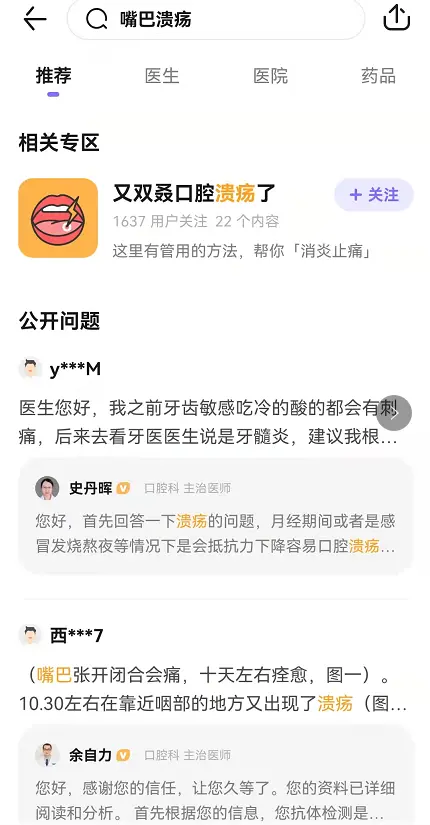 嘴巴溃疡
推荐 医生 医院 药品
相关专区
又双叒口腔溃疡了
+ 关注
1637 用户关注 22 个内容
这里有管用的方法，帮你「消炎止痛」
公开问题
y***M
医生您好，我之前牙齿敏感吃冷的酸的都会有刺
痛，后来去看牙医医生说是牙髓炎，建议我根...
史丹晖 口腔科 主治医师
您好，首先回答一下溃疡的问题，月经期间或者是感
冒发烧熬夜等情况下是会抵抗力下降容易口腔溃疡...
西***7
（嘴巴张开闭合会痛，十天左右痊愈，图一）。
10.30左右在靠近咽部的地方又出现了溃疡（图...
余自力 口腔科 主治医师
您好，感谢您的信任，让您久等了。您的资料已详细
阅读和分析。 首先根据您的信息，您抗体检测是...